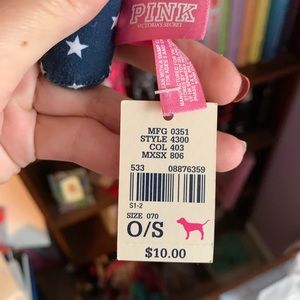 PINK
VICTORIA'S SECRET
MFG 0351
STYLE 4300
COL 403
MXSX 806
533 08876359
S1-2
SIZE 070
O/S
$10.00